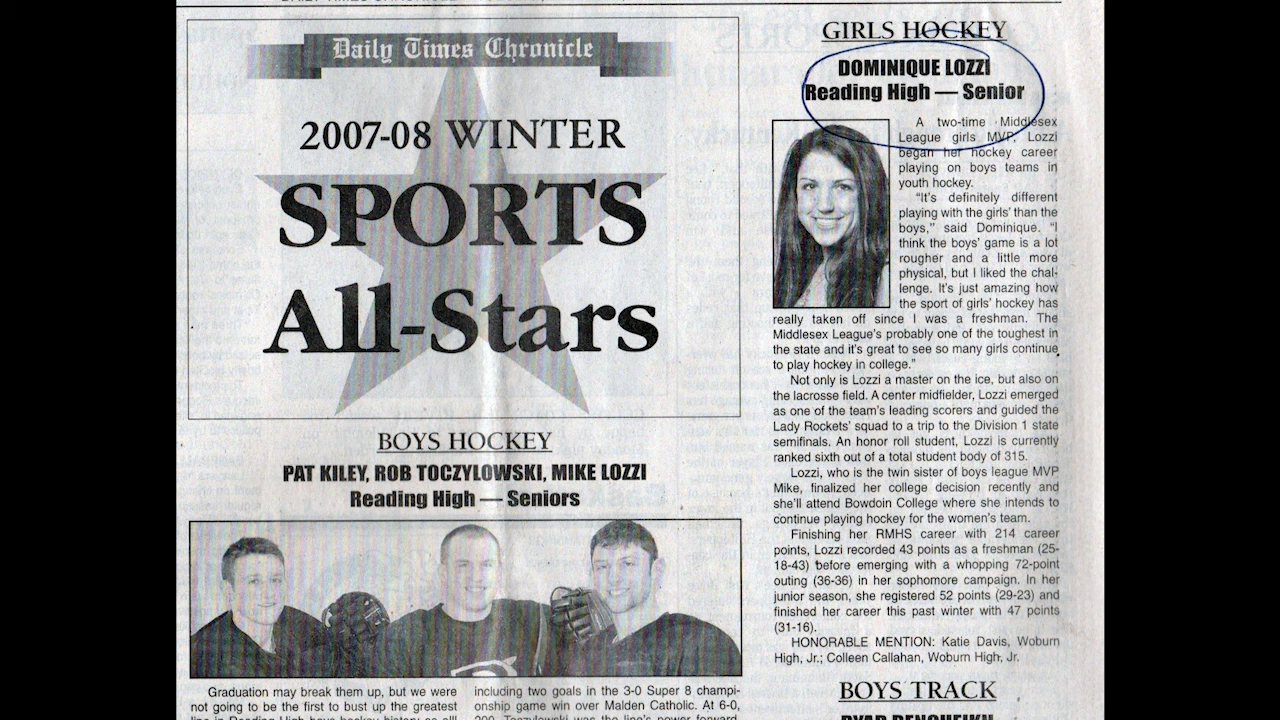 Daily Times Chronicle
2007-08 WINTER
SPORTS
All-Stars
BOYS HOCKEY
PAT KILEY, ROB TOCZYLOWSKI, MIKE LOZZI
Reading High — Seniors
Graduation may break them up, but we were
not going to be the first to bust up the greatest
line in Reading High boys hockey history as all
including two goals in the 3-0 Super 8 champi-
onship game win over Malden Catholic. At 6-0,
200, Toczylowski was the line's power forward,
GIRLS HOCKEY
DOMINIQUE LOZZI
Reading High — Senior
A two-time Middlesex
League girls MVP, Lozzi
began her hockey career
playing on boys teams in
youth hockey.
“It's definitely different
playing with the girls' than the
boys,” said Dominique. “I
think the boys' game is a lot
rougher and a little more
physical, but I liked the chal-
lenge. It's just amazing how
the sport of girls' hockey has
really taken off since I was a freshman. The
Middlesex League's probably one of the toughest in
the state and it's great to see so many girls continue
to play hockey in college.”
Not only is Lozzi a master on the ice, but also on
the lacrosse field. A center midfielder, Lozzi emerged
as one of the team's leading scorers and guided the
Lady Rockets' squad to a trip to the Division 1 state
semifinals. An honor roll student, Lozzi is currently
ranked sixth out of a total student body of 315.
Lozzi, who is the twin sister of boys league MVP
Mike, finalized her college decision recently and
she'll attend Bowdoin College where she intends to
continue playing hockey for the women's team.
Finishing her RMHS career with 214 career
points, Lozzi recorded 43 points as a freshman (25-
18-43) before emerging with a whopping 72-point
outing (36-36) in her sophomore campaign. In her
junior season, she registered 52 points (29-23) and
finished her career this past winter with 47 points
(31-16).
HONORABLE MENTION: Katie Davis, Woburn
High, Jr.; Colleen Callahan, Woburn High, Jr.
BOYS TRACK